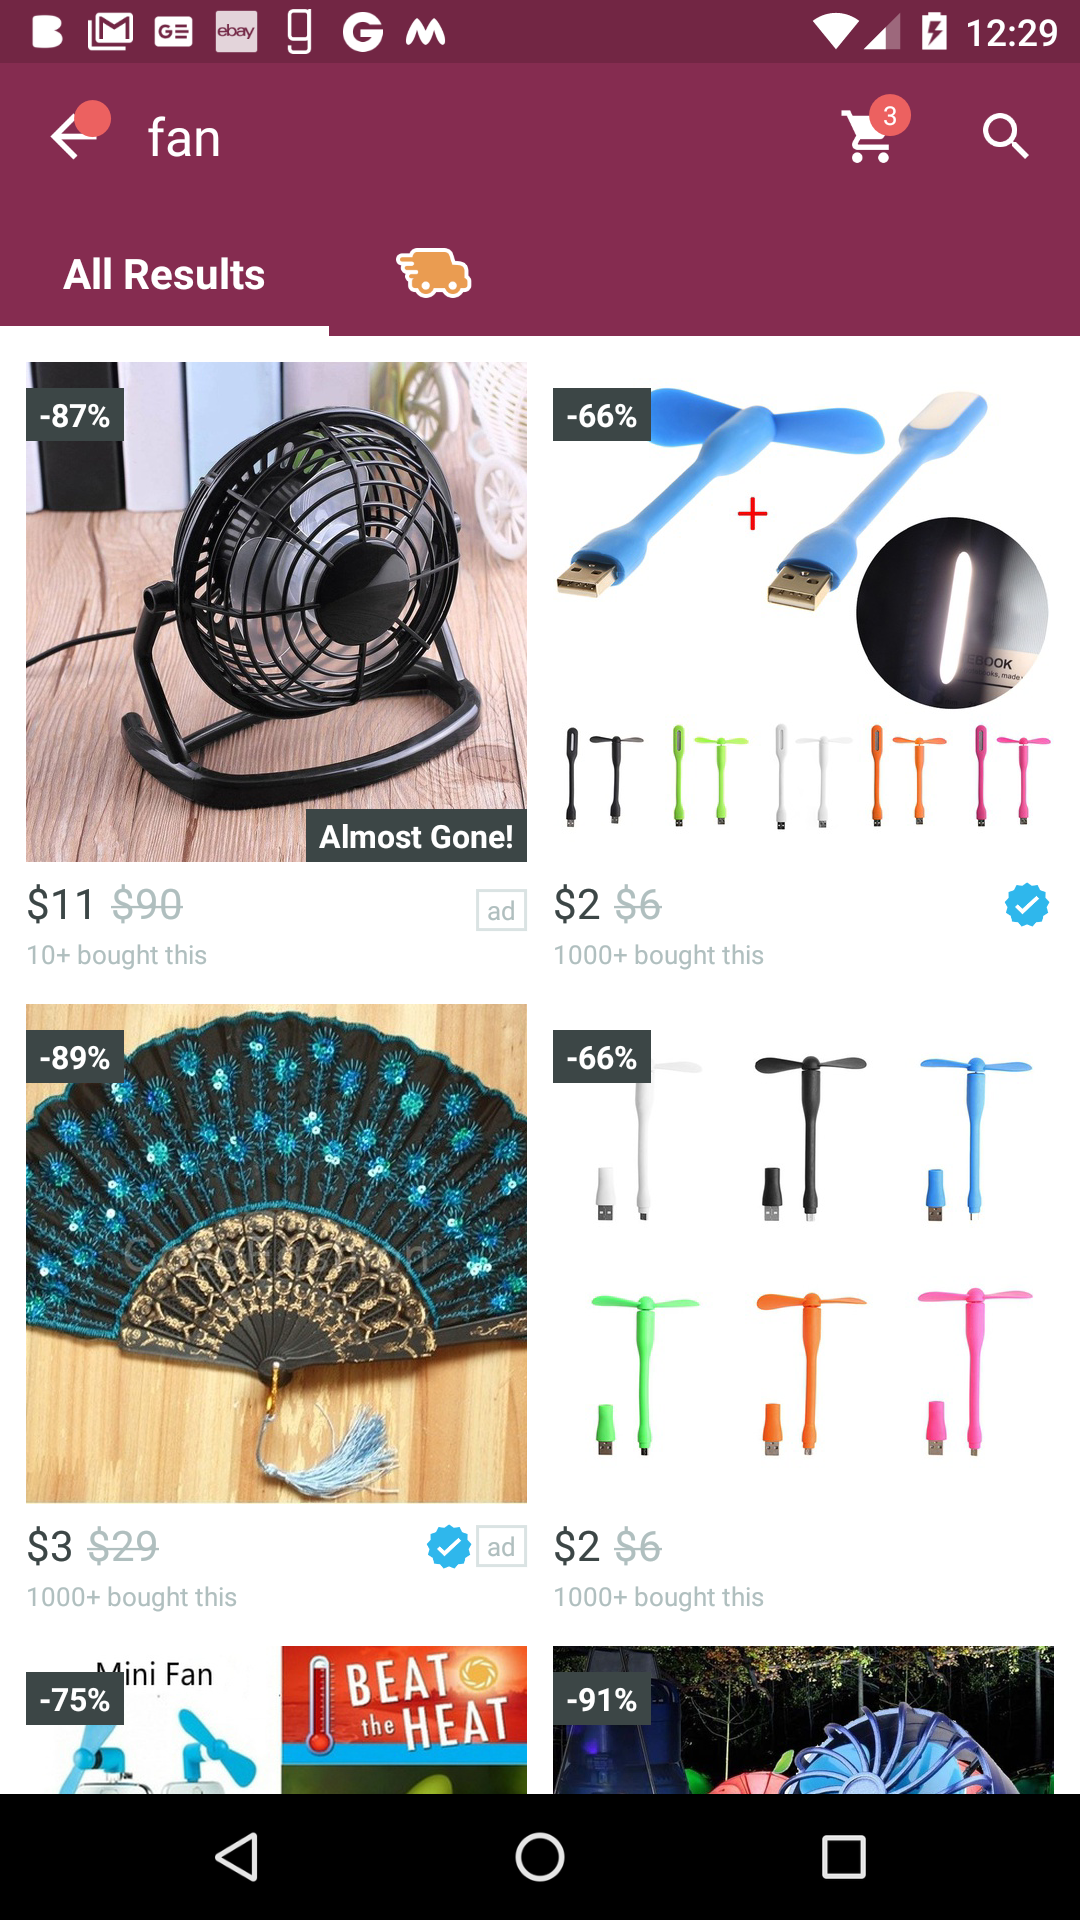 GE
ebay
12:29
fan
3
All Results
-87%
-66%
EBOOK
Almost Gone!
$11 $90
ad
$2 $6
10+ bought this
1000+ bought this
-89%
-66%
$3 $29
ad
$2 $6
1000+ bought this
1000+ bought this
Mini Fan
-75%
BEAT
the HEAT
-91%